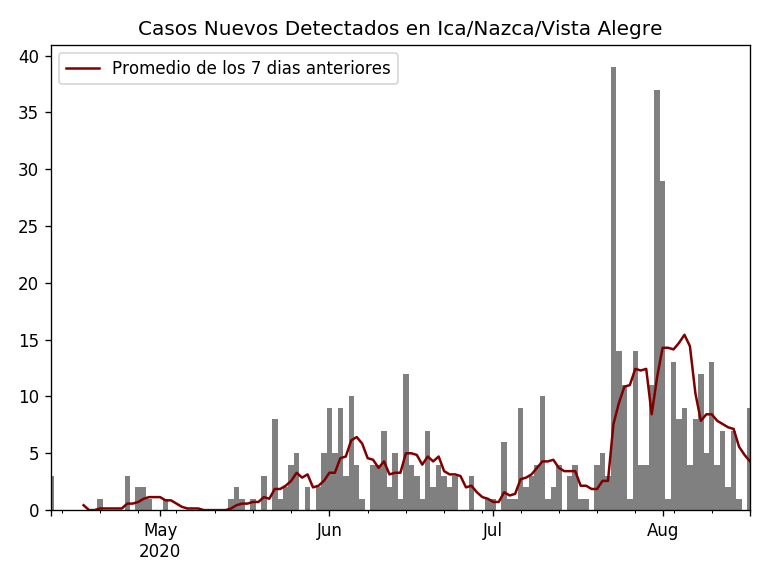 Casos Nuevos Detectados en Ica/Nazca/Vista Alegre
Promedio de los 7 dias anteriores
40
35
30
25
20
15
10
5
0
May
2020
Jun
Jul
Aug